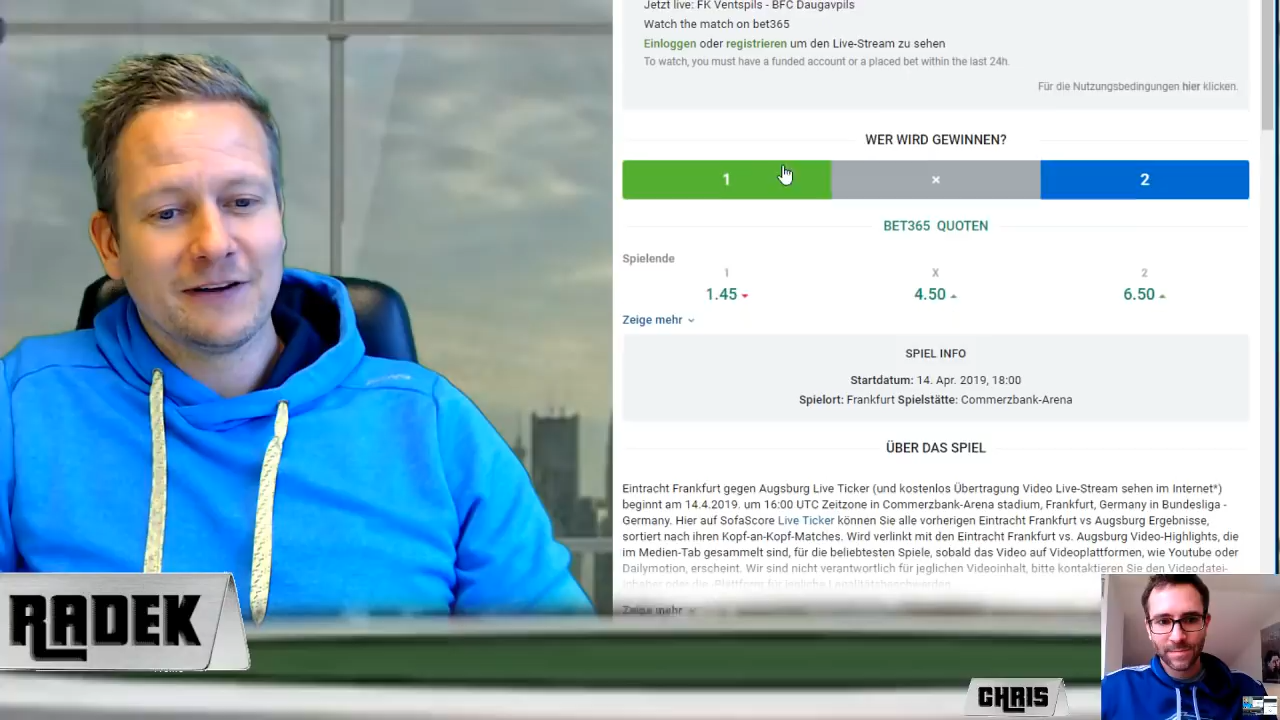 Jetzt live: FK Ventspils - BFC Daugavpils
Watch the match on bet365
Einloggen oder registrieren um den Live-Stream zu sehen
To watch, you must have a funded account or a placed bet within the last 24h.
Für die Nutzungsbedingungen hier klicken.
WER WIRD GEWINNEN?
1 × 2
BET365 QUOTEN
Spielende
1 X 2
1.45 4.50 6.50
Zeige mehr
SPIEL INFO
Startdatum: 14. Apr. 2019, 18:00
Spielort: Frankfurt Spielstätte: Commerzbank-Arena
ÜBER DAS SPIEL
Eintracht Frankfurt gegen Augsburg Live Ticker (und kostenlos Übertragung Video Live-Stream sehen im Internet*)
beginnt am 14.4.2019. um 16:00 UTC Zeitzone in Commerzbank-Arena stadium, Frankfurt, Germany in Bundesliga -
Germany. Hier auf SofaScore Live Ticker können Sie alle vorherigen Eintracht Frankfurt vs Augsburg Ergebnisse,
sortiert nach ihren Kopf-an-Kopf-Matches. Wird verlinkt mit den Eintracht Frankfurt vs. Augsburg Video-Highlights, die
im Medien-Tab gesammelt sind, für die beliebtesten Spiele, sobald das Video auf Videoplattformen, wie Youtube oder
Dailymotion, erscheint. Wir sind nicht verantwortlich für jeglichen Videoinhalt, bitte kontaktieren Sie den Videodatei-
inhaber oder die -Plattform für jegliche Legalitätsbeschwerden.
Zeige mehr
RADEK
CHRIS